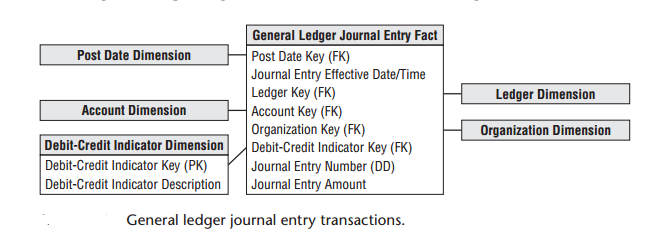 General Ledger Journal Entry Fact
Post Date Key (FK)
Journal Entry Effective Date/Time
Ledger Key (FK)
Account Key (FK)
Organization Key (FK)
Debit-Credit Indicator Key (FK)
Journal Entry Number (DD)
Journal Entry Amount
Post Date Dimension
Account Dimension
Debit-Credit Indicator Dimension
Debit-Credit Indicator Key (PK)
Debit-Credit Indicator Description
Ledger Dimension
Organization Dimension
General ledger journal entry transactions.